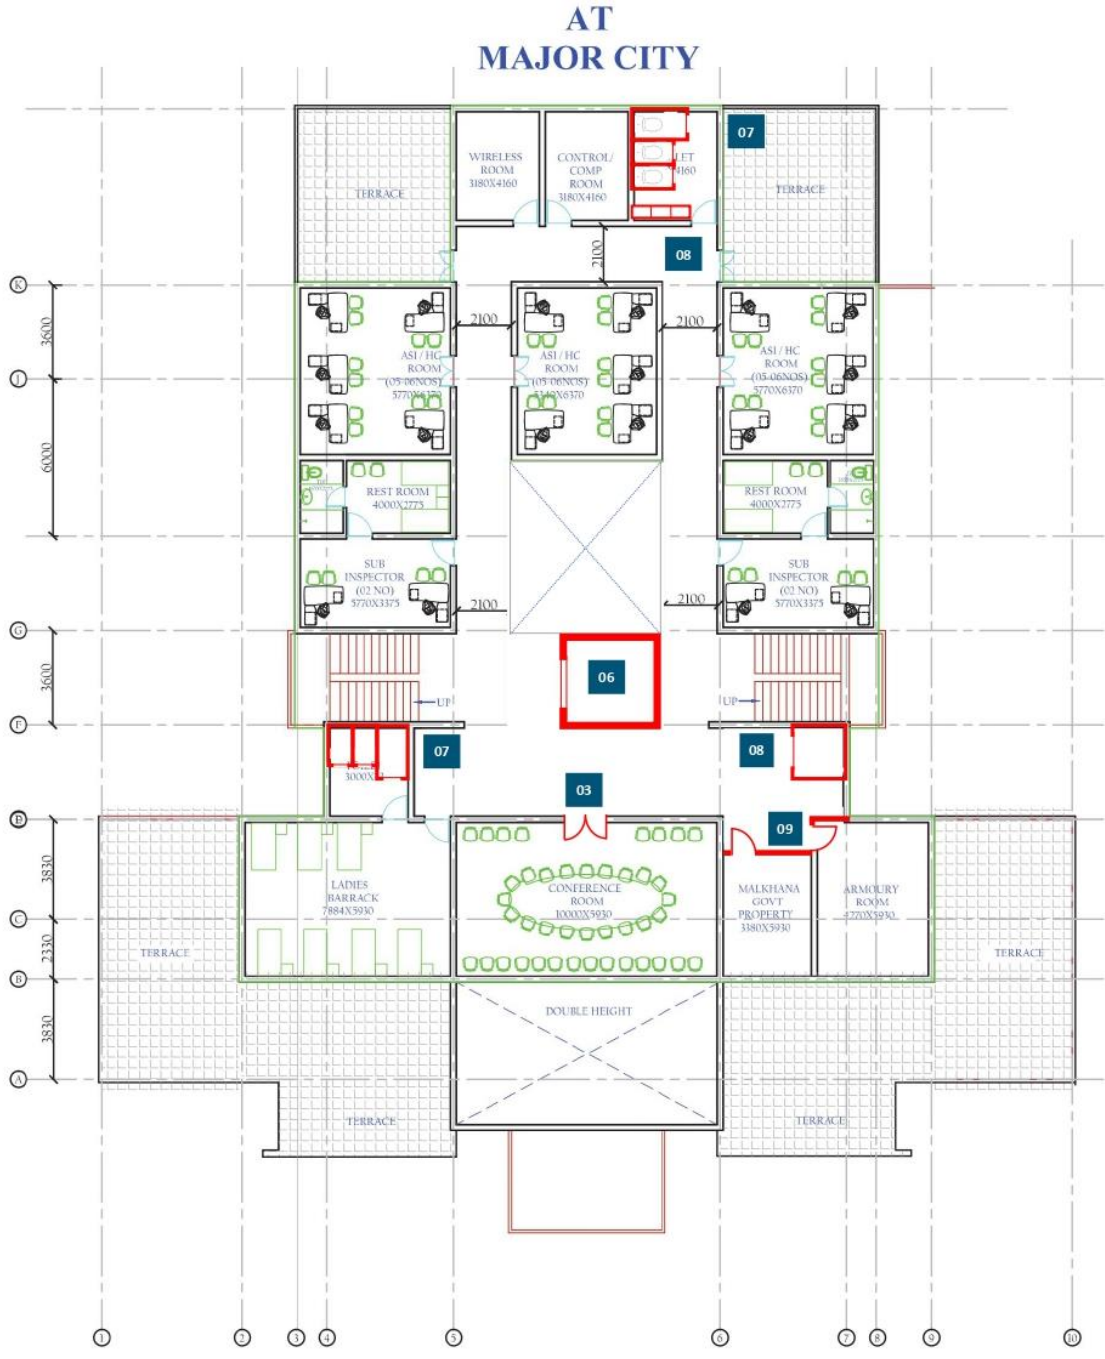 AT
MAJOR CITY
07
WIRELESS
ROOM
3180X4160
CONTROL/
COMP
ROOM
3180X4160
TERRACE
TERRACE
08
2100
K
3600
2100
2100
ASI / HC
ROOM
(05-06NOS)
5770X6370
ASI / HC
ROOM
(05-06NOS)
ASI / HC
ROOM
(05-06NOS)
5770X6370
J
6000
REST ROOM
4000X2775
REST ROOM
4000X2775
SUB
INSPECTOR
(02 NO)
5770X3375
SUB
INSPECTOR
(02 NO)
5770X3375
2100
2100
G
3600
06
UP
UP
F
07
08
03
09
3830
LADIES
BARRACK
7884X5930
CONFERENCE
ROOM
10000X5930
MALKHANA
GOVT
PROPERTY
3380X5930
ARMOURY
ROOM
4270X5930
C
2330
TERRACE
TERRACE
B
3830
DOUBLE HEIGHT
A
TERRACE
TERRACE
1
2
3
4
5
6
7
8
9
10